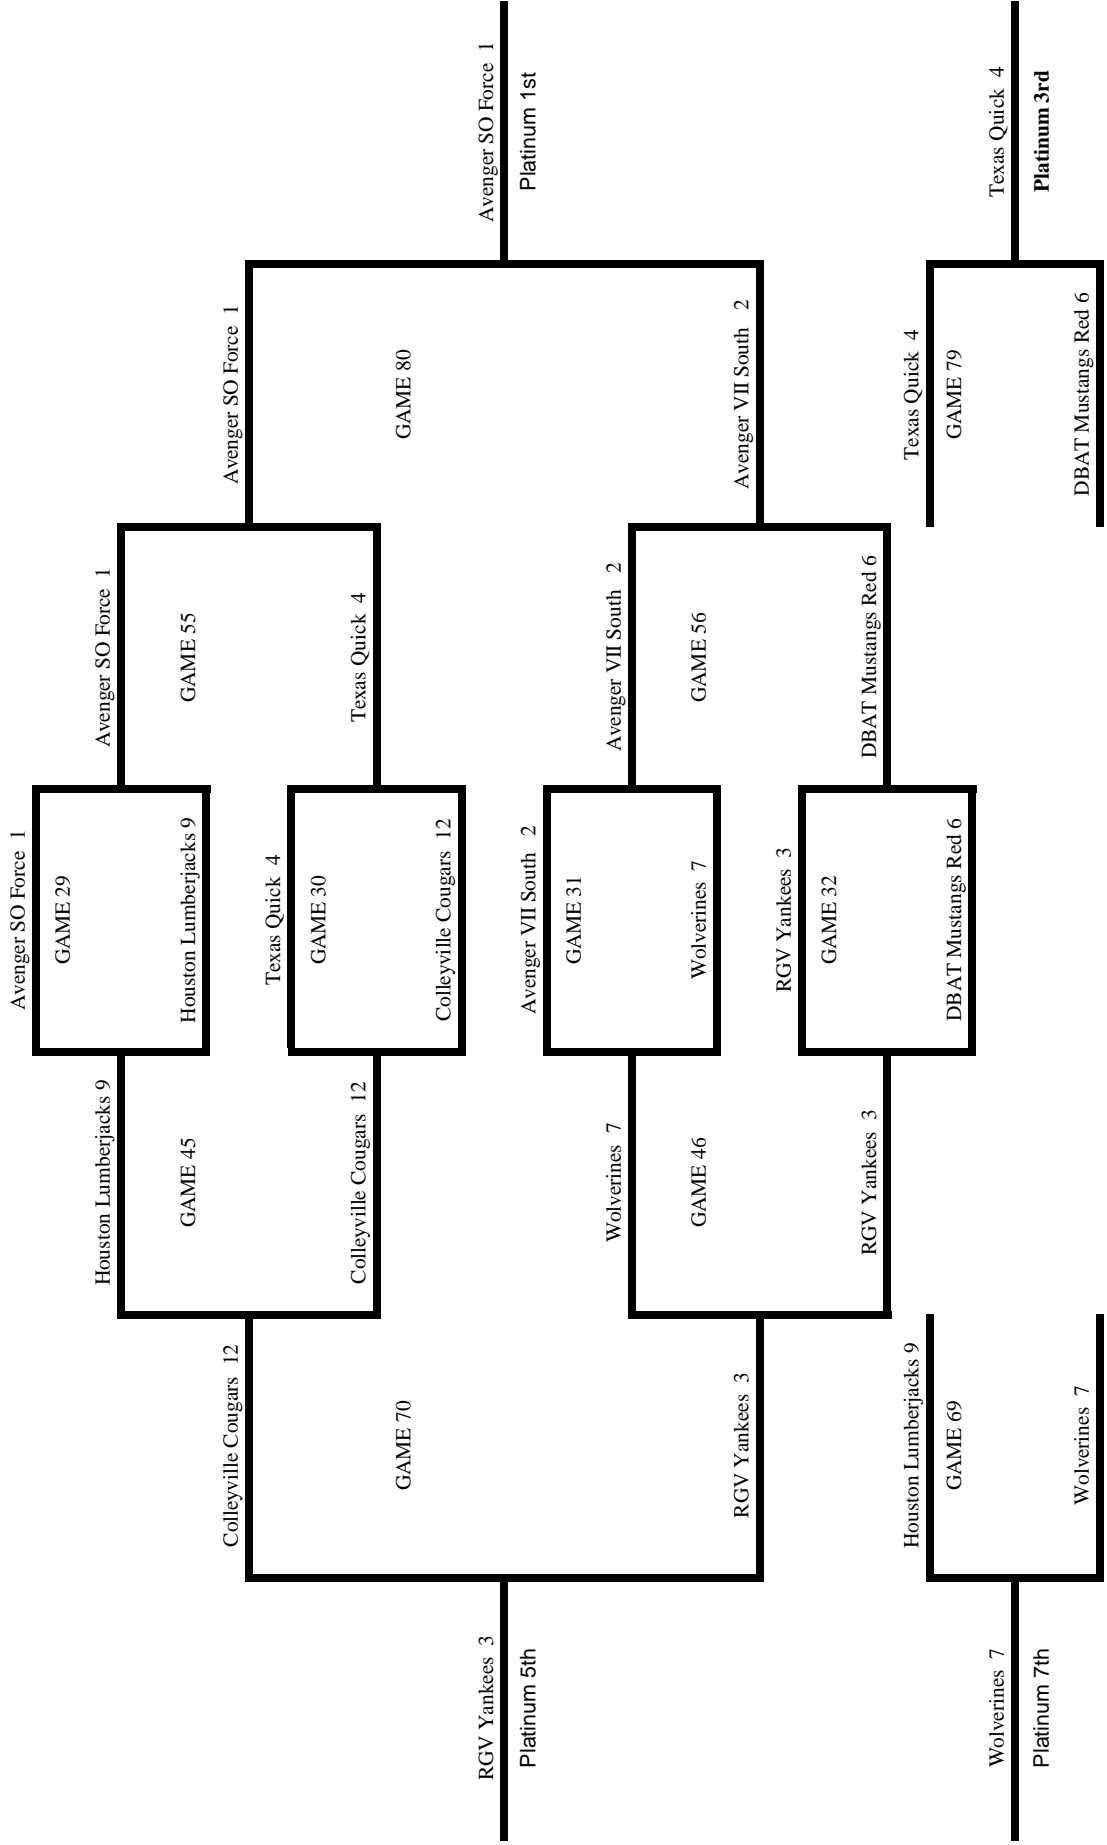 Avenger SO Force 1
GAME 29
Houston Lumberjacks 9
Avenger SO Force 1
GAME 45
Houston Lumberjacks 9
GAME 55
Colleyville Cougars 12
Avenger SO Force 1
Texas Quick 4
GAME 30
Colleyville Cougars 12
Texas Quick 4
GAME 70
GAME 80
Colleyville Cougars 12
RGV Yankees 3
Avenger SO Force 1
Platinum 5th
Avenger VII South 2
Platinum 1st
GAME 31
Wolverines 7
Avenger VII South 2
GAME 46
Wolverines 7
GAME 56
RGV Yankees 3
Avenger VII South 2
RGV Yankees 3
GAME 32
RGV Yankees 3
DBAT Mustangs Red 6
Houston Lumberjacks 9
Texas Quick 4
GAME 69
DBAT Mustangs Red 6
GAME 79
Wolverines 7
Texas Quick 4
Platinum 7th
Platinum 3rd
Wolverines 7
DBAT Mustangs Red 6